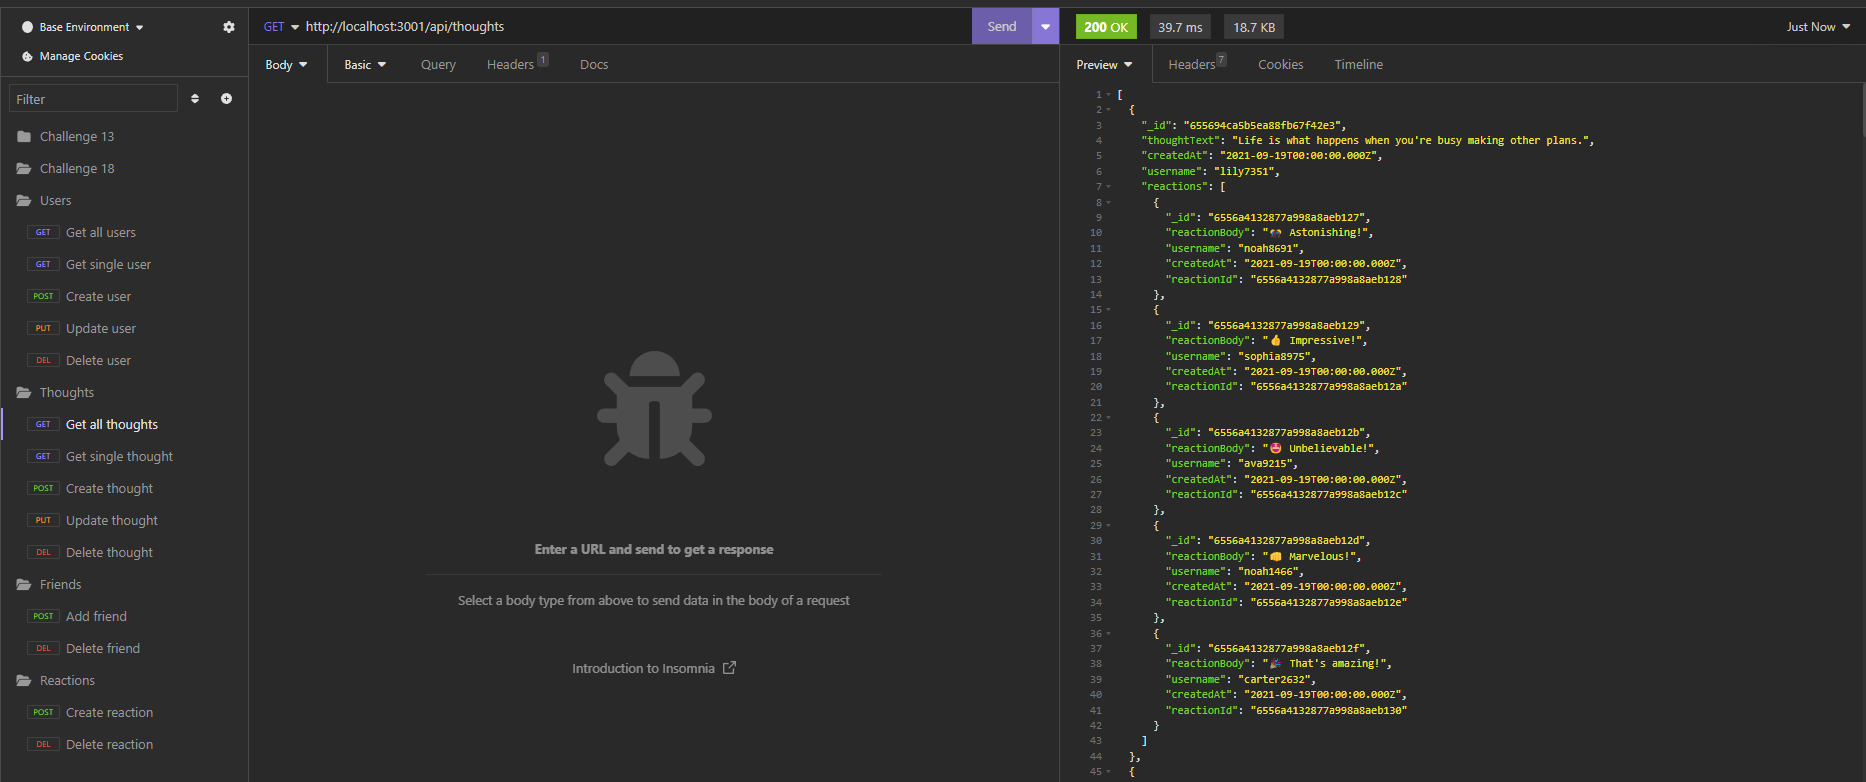 Base Environment
Manage Cookies
Filter
Challenge 13
Challenge 18
Users
GET Get all users
GET Get single user
POST Create user
PUT Update user
DEL Delete user
Thoughts
GET Get all thoughts
GET Get single thought
POST Create thought
PUT Update thought
DEL Delete thought
Friends
POST Add friend
DEL Delete friend
Reactions
POST Create reaction
DEL Delete reaction
GET http://localhost:3001/api/thoughts Send
Body Basic Query Headers 1 Docs
Enter a URL and send to get a response
Select a body type from above to send data in the body of a request
Introduction to Insomnia
200 OK 39.7 ms 18.7 KB Just Now
Preview Headers 7 Cookies Timeline
1 [
2 {
3 "_id": "655694ca5b5ea88fb67f42e3",
4 "thoughtText": "Life is what happens when you're busy making other plans.",
5 "createdAt": "2021-09-19T00:00:00.000Z",
6 "username": "lily7351",
7 "reactions": [
8 {
9 "_id": "6556a4132877a998a8aeb127",
10 "reactionBody": "🙌 Astonishing!",
11 "username": "noah8691",
12 "createdAt": "2021-09-19T00:00:00.000Z",
13 "reactionId": "6556a4132877a998a8aeb128"
14 },
15 {
16 "_id": "6556a4132877a998a8aeb129",
17 "reactionBody": "👍 Impressive!",
18 "username": "sophia8975",
19 "createdAt": "2021-09-19T00:00:00.000Z",
20 "reactionId": "6556a4132877a998a8aeb12a"
21 },
22 {
23 "_id": "6556a4132877a998a8aeb12b",
24 "reactionBody": "🤩 Unbelievable!",
25 "username": "ava9215",
26 "createdAt": "2021-09-19T00:00:00.000Z",
27 "reactionId": "6556a4132877a998a8aeb12c"
28 },
29 {
30 "_id": "6556a4132877a998a8aeb12d",
31 "reactionBody": "👊 Marvelous!",
32 "username": "noah1466",
33 "createdAt": "2021-09-19T00:00:00.000Z",
34 "reactionId": "6556a4132877a998a8aeb12e"
35 },
36 {
37 "_id": "6556a4132877a998a8aeb12f",
38 "reactionBody": "🎉 That's amazing!",
39 "username": "carter2632",
40 "createdAt": "2021-09-19T00:00:00.000Z",
41 "reactionId": "6556a4132877a998a8aeb130"
42 }
43 ]
44 },
45 {